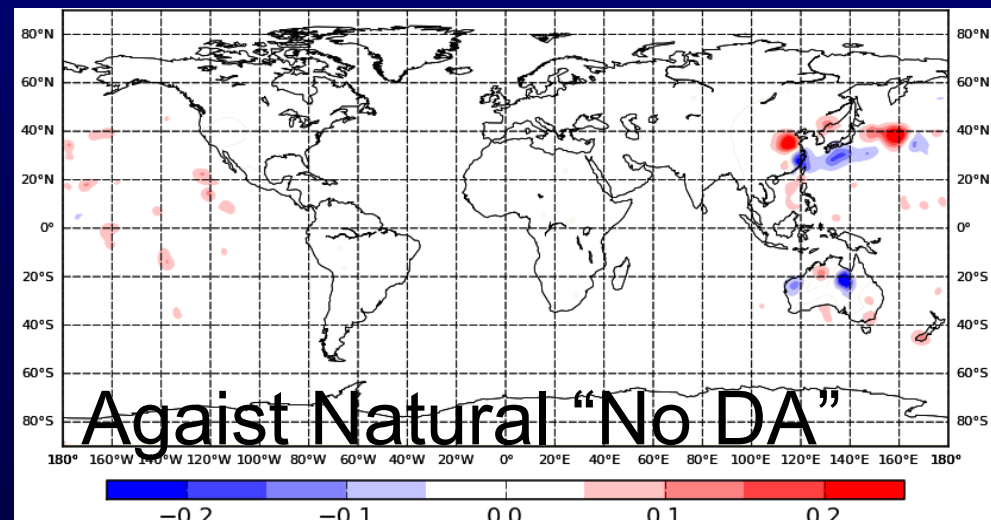 80°N 80°N
60°N 60°N
40°N 40°N
20°N 20°N
0° 0°
20°S 20°S
40°S 40°S
60°S 60°S
80°S 80°S
Agaist Natural “No DA”
180° 160°W 140°W 120°W 100°W 80°W 60°W 40°W 20°W 0° 20°E 40°E 60°E 80°E 100°E 120°E 140°E 160°E 180°
−0.2 −0.1 0.0 0.1 0.2